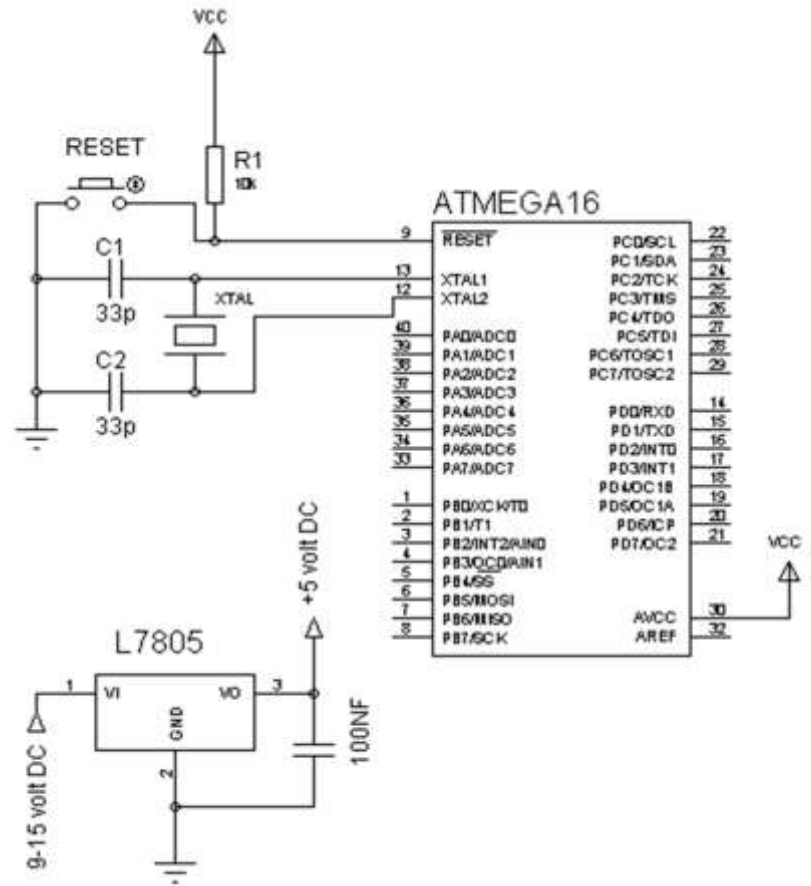 VCC
RESET
R1
10k
ATMEGA16
C1
33p
XTAL
C2
33p
9 RESET
13 XTAL1
12 XTAL2
40 PA0/ADC0
39 PA1/ADC1
38 PA2/ADC2
37 PA3/ADC3
36 PA4/ADC4
35 PA5/ADC5
34 PA6/ADC6
33 PA7/ADC7
1 PB0/XCK/T0
2 PB1/T1
3 PB2/INT2/AIN0
4 PB3/OC0/AIN1
5 PB4/SS
6 PB5/MOSI
7 PB6/MISO
8 PB7/SCK
PC0/SCL 22
PC1/SDA 23
PC2/TCK 24
PC3/TMS 25
PC4/TDO 26
PC5/TDI 27
PC6/TOSC1 28
PC7/TOSC2 29
PD0/RXD 14
PD1/TXD 15
PD2/INT0 16
PD3/INT1 17
PD4/OC1B 18
PD5/OC1A 19
PD6/ICP 20
PD7/OC2 21
AVCC 30
AREF 32
VCC
L7805
1
VI
VO
3
GND
2
+5 volt DC
100NF
9-15 volt DC